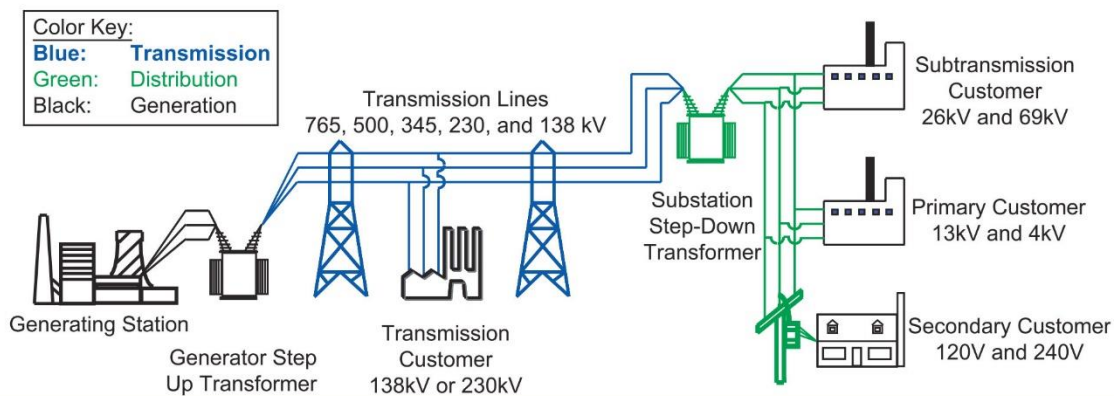 Color Key:
Blue: Transmission
Green: Distribution
Black: Generation
Transmission Lines
765, 500, 345, 230, and 138 kV
Subtransmission
Customer
26kV and 69kV
Substation
Step-Down
Transformer
Primary Customer
13kV and 4kV
Generating Station
Generator Step
Up Transformer
Transmission
Customer
138kV or 230kV
Secondary Customer
120V and 240V